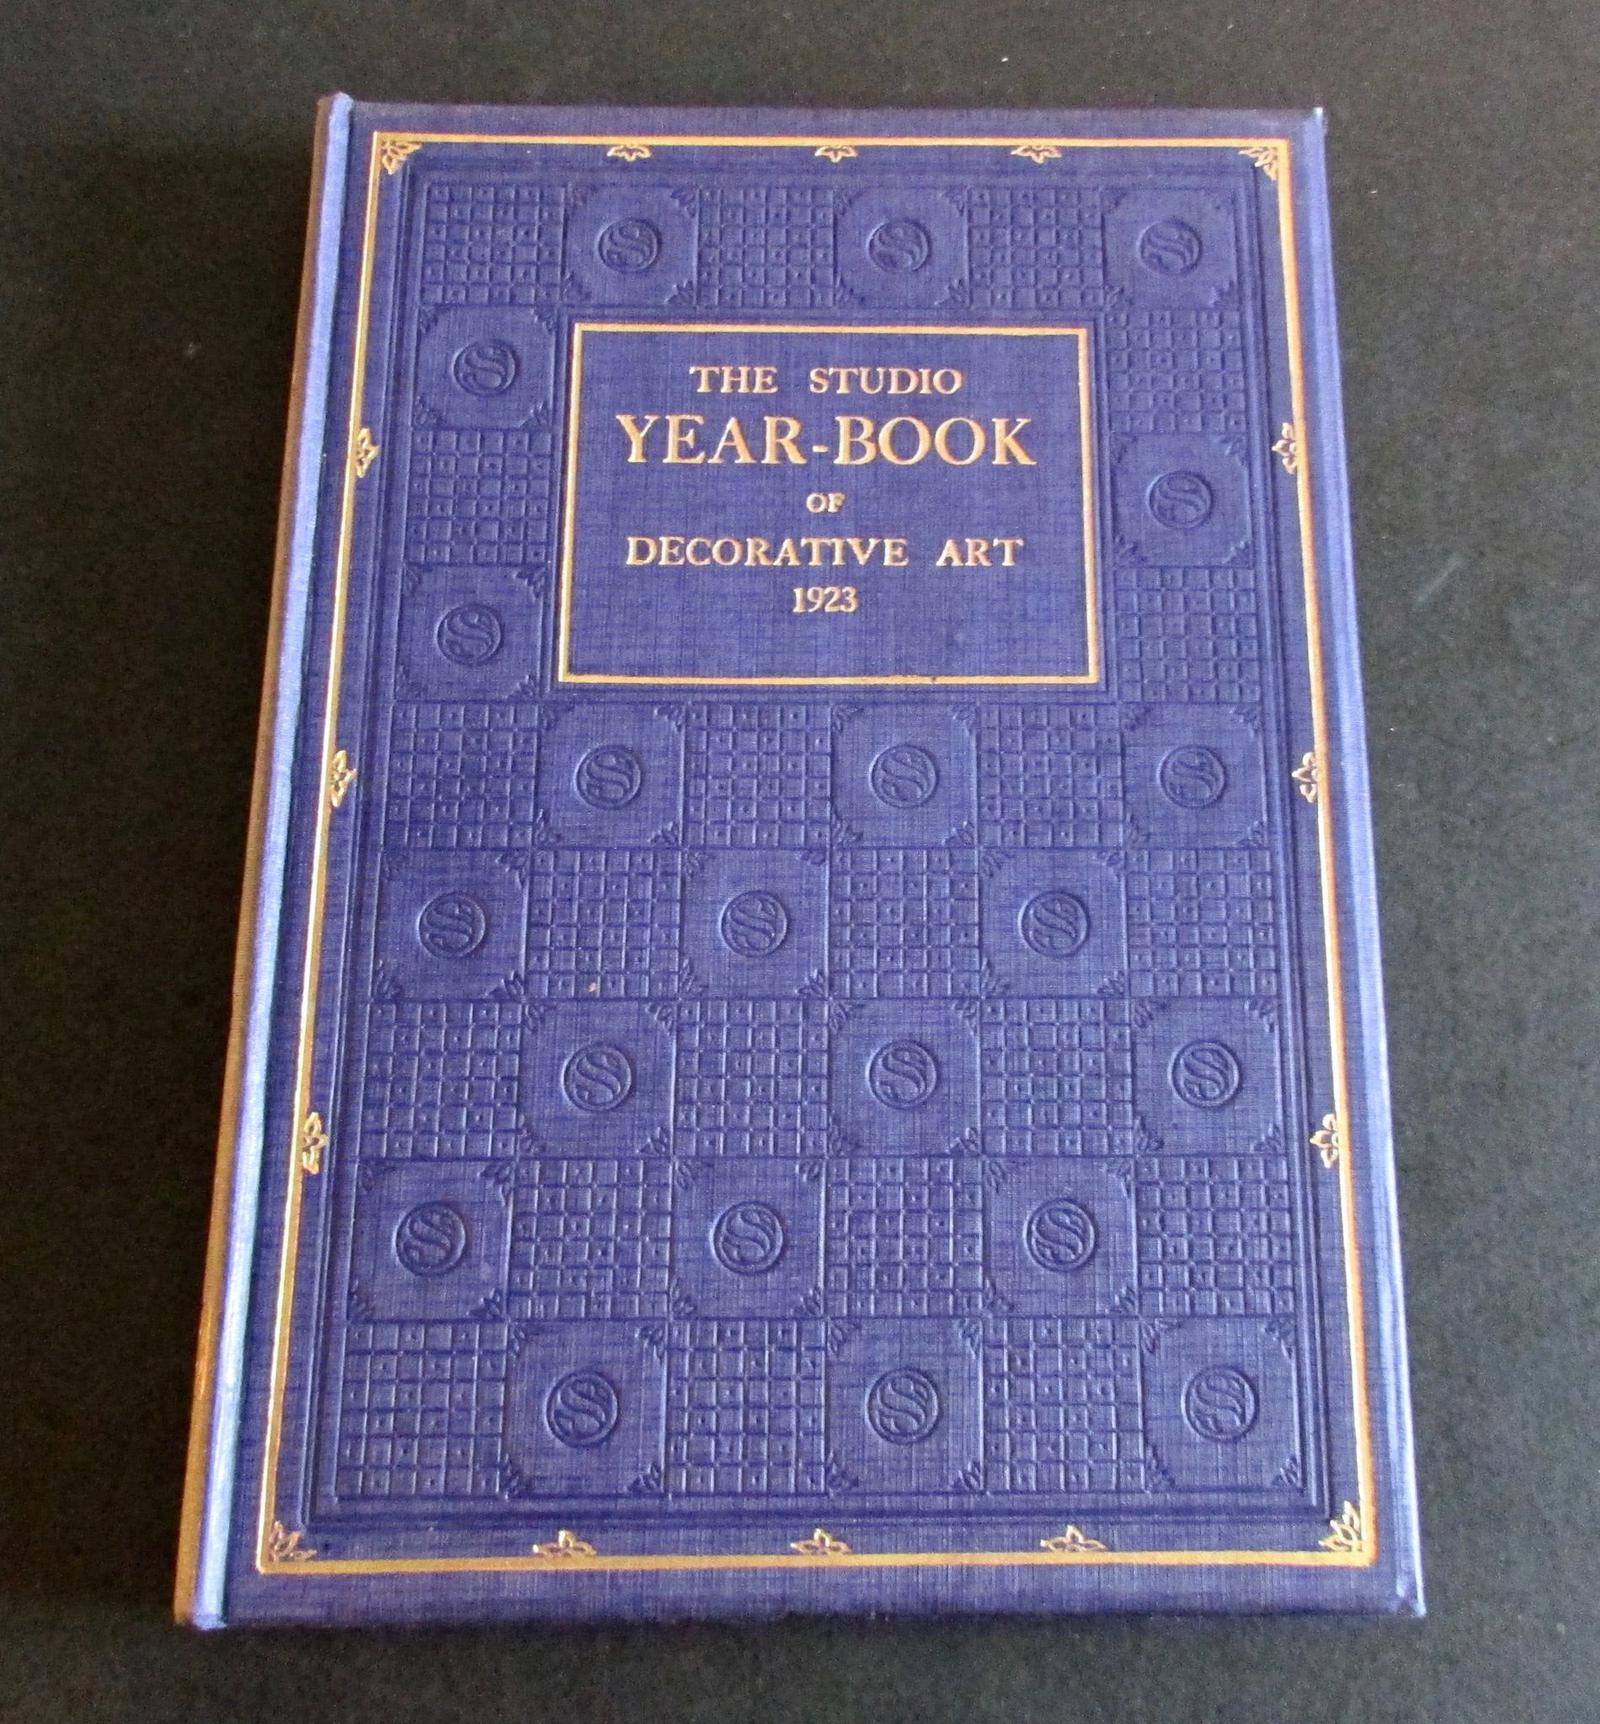 THE STUDIO
YEAR-BOOK
OF
DECORATIVE ART
1923